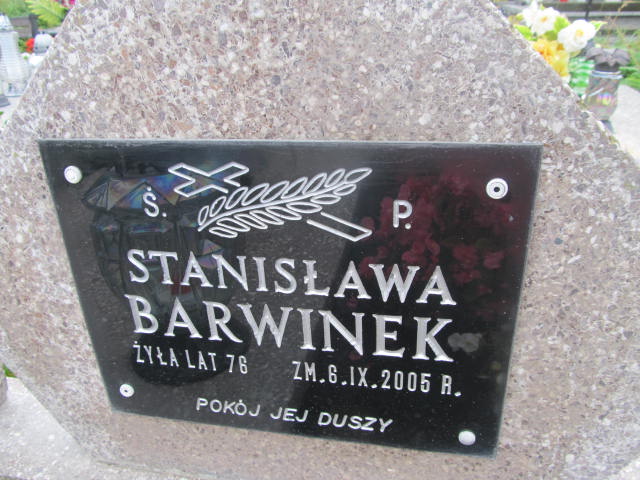 Ś. P.
STANISŁAWA
BARWINEK
ŻYŁA LAT 76 ZM. 6. IX. 2005 R.
POKÓJ JEJ DUSZY